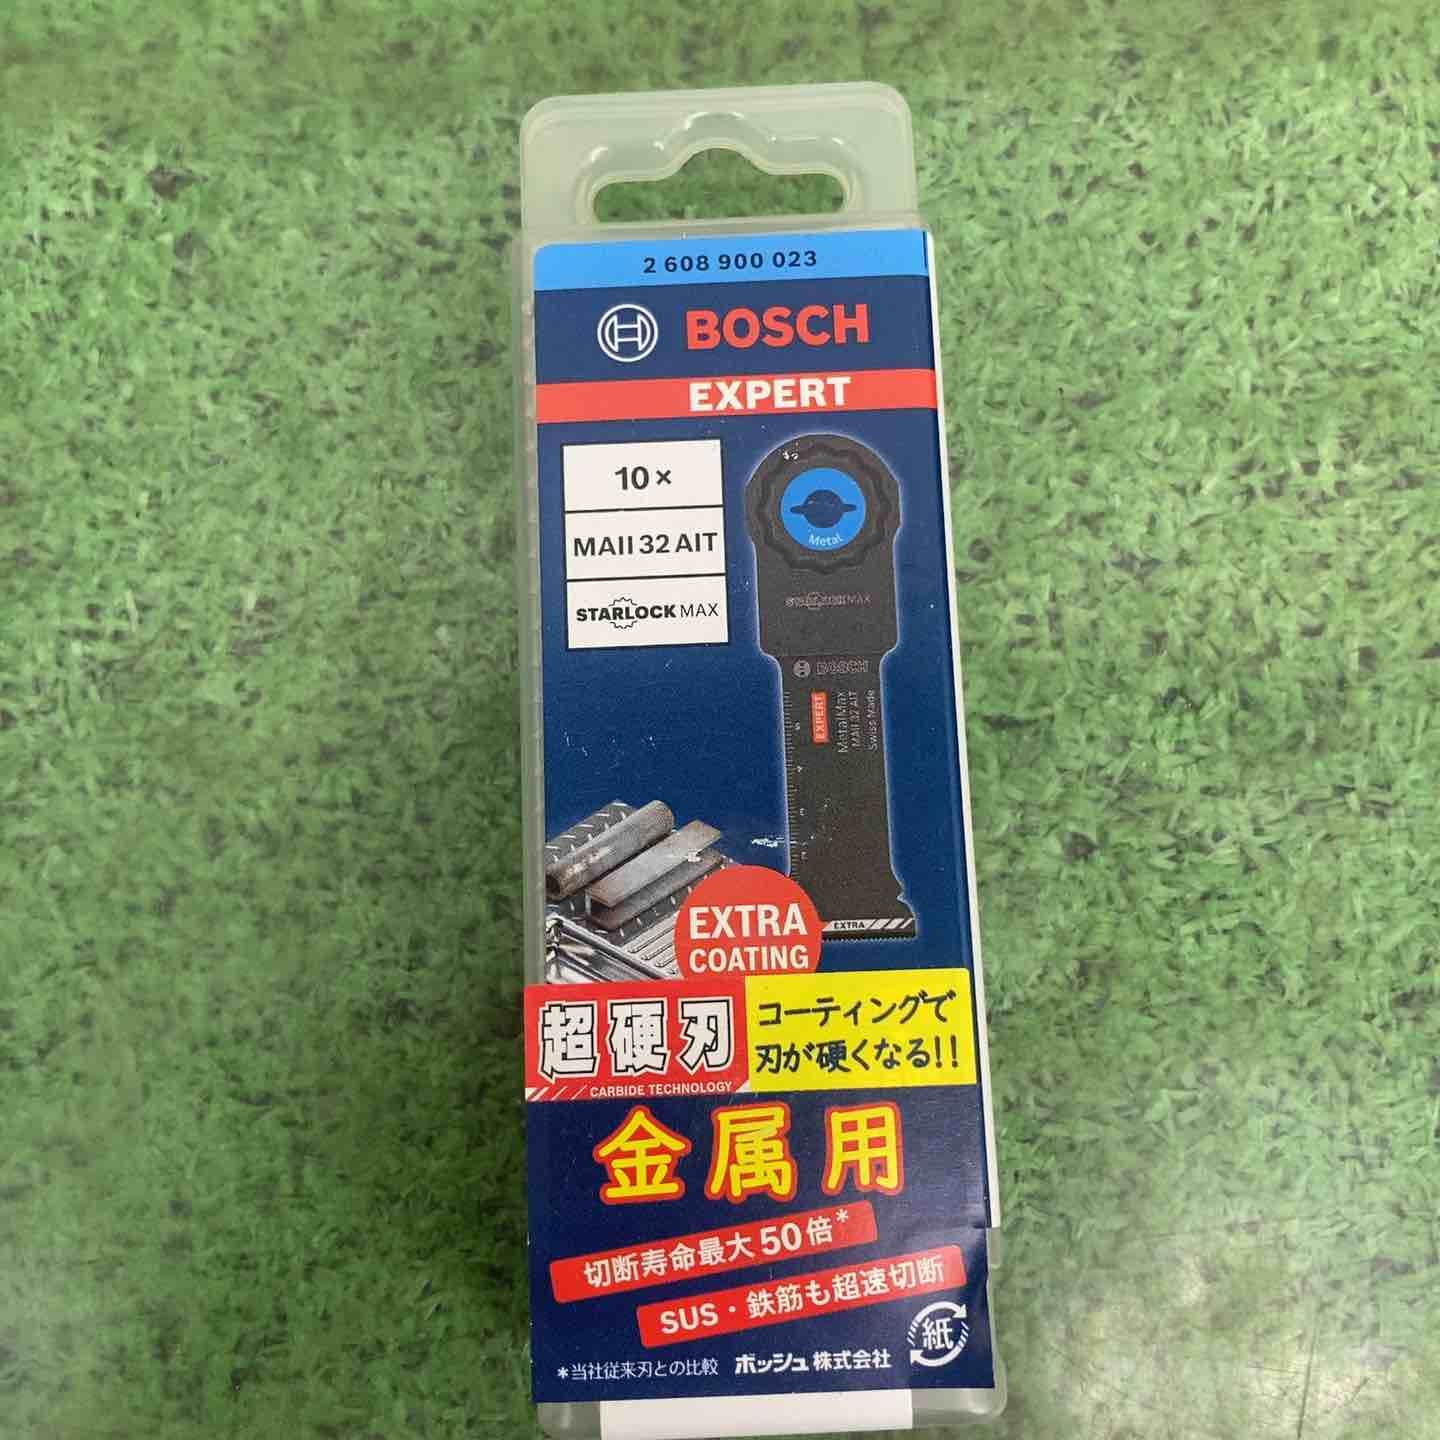 2 608 900 023
BOSCH
EXPERT
10×
MAII 32 AIT
STARLOCK MAX
Metal
STARLOCKMAX
BOSCH
EXPERT
MetalMax
MAII 32 AIT
Swiss Made
EXTRA
EXTRA
COATING
超硬刃
CARBIDE TECHNOLOGY
コーティングで
刃が硬くなる!!
金属用
切断寿命最大50倍*
SUS・鉄筋も超速切断
*当社従来刃との比較 ボッシュ株式会社
紙